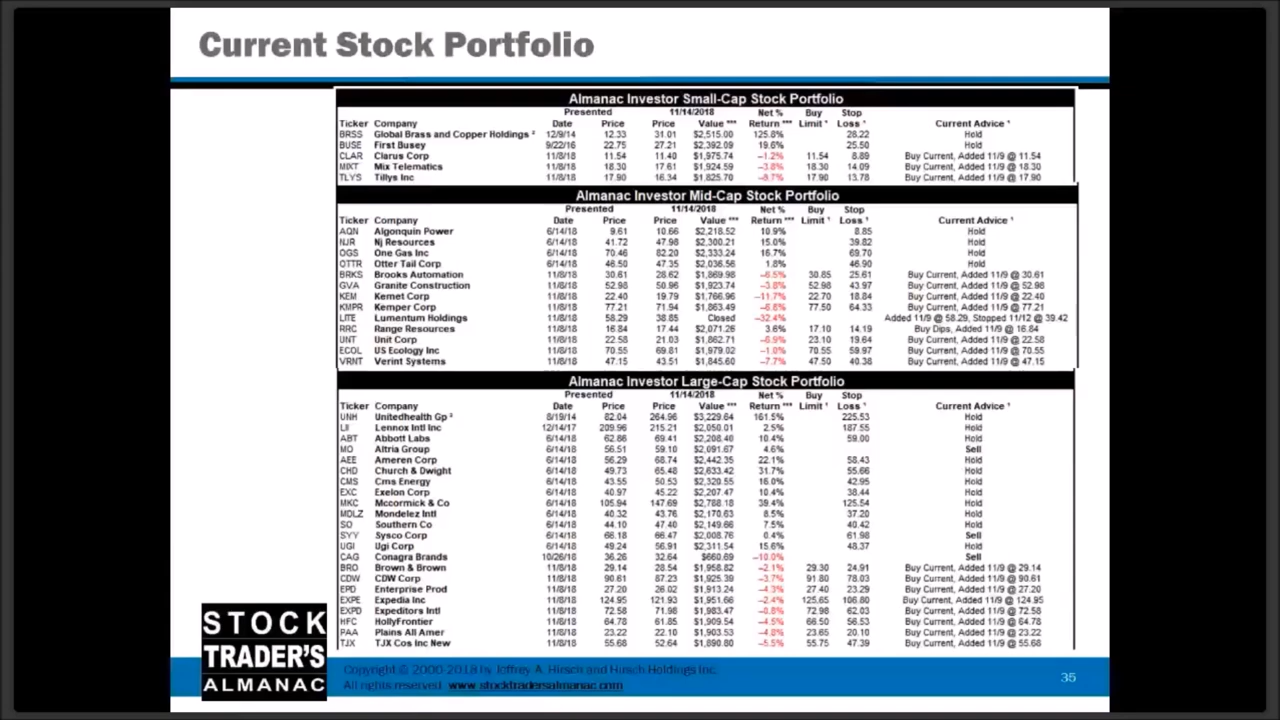 Current Stock Portfolio
Almanac Investor Small-Cap Stock Portfolio
Presented 11/14/2018 Net % Buy Stop
Ticker Company Date Price Price Value *** Return *** Limit ¹ Loss ¹ Current Advice ¹
BRSS Global Brass and Copper Holdings ² 12/9/14 12.33 31.01 $2,515.00 125.8% 28.22 Hold
BUSE First Busey 9/22/16 22.75 27.21 $2,392.09 19.6% 25.50 Hold
CLAR Clarus Corp 11/8/18 11.54 11.40 $1,975.74 –1.2% 11.54 8.89 Buy Current, Added 11/9 @ 11.54
MIXT Mix Telematics 11/8/18 18.30 17.61 $1,924.59 –3.8% 18.30 14.09 Buy Current, Added 11/9 @ 18.30
TLYS Tillys Inc 11/8/18 17.90 16.34 $1,825.70 –8.7% 17.90 13.78 Buy Current, Added 11/9 @ 17.90
Almanac Investor Mid-Cap Stock Portfolio
Presented 11/14/2018 Net % Buy Stop
Ticker Company Date Price Price Value *** Return *** Limit ¹ Loss ¹ Current Advice ¹
AQN Algonquin Power 6/14/18 9.61 10.66 $2,218.52 10.9% 8.85 Hold
NJR Nj Resources 6/14/18 41.72 47.98 $2,300.21 15.0% 39.82 Hold
OGS One Gas Inc 6/14/18 70.46 82.20 $2,333.24 16.7% 69.70 Hold
OTTR Otter Tail Corp 6/14/18 46.50 47.35 $2,036.56 1.8% 46.90 Hold
BRKS Brooks Automation 11/8/18 30.61 28.62 $1,869.98 –6.5% 30.85 25.61 Buy Current, Added 11/9 @ 30.61
GVA Granite Construction 11/8/18 52.98 50.96 $1,923.74 –3.8% 52.98 43.97 Buy Current, Added 11/9 @ 52.98
KEM Kemet Corp 11/8/18 22.40 19.79 $1,766.96 –11.7% 22.70 18.84 Buy Current, Added 11/9 @ 22.40
KMPR Kemper Corp 11/8/18 77.21 71.94 $1,863.49 –6.8% 77.50 64.33 Buy Current, Added 11/9 @ 77.21
LITE Lumentum Holdings 11/8/18 58.29 38.85 Closed –32.4% Added 11/9 @ 58.29, Stopped 11/12 @ 39.42
RRC Range Resources 11/8/18 16.84 17.44 $2,071.26 3.6% 17.10 14.19 Buy Dips, Added 11/9 @ 16.84
UNT Unit Corp 11/8/18 22.58 21.03 $1,862.71 –6.9% 23.10 19.64 Buy Current, Added 11/9 @ 22.58
ECOL US Ecology Inc 11/8/18 70.55 69.81 $1,979.02 –1.0% 70.55 59.97 Buy Current, Added 11/9 @ 70.55
VRNT Verint Systems 11/8/18 47.15 43.51 $1,845.60 –7.7% 47.50 40.38 Buy Current, Added 11/9 @ 47.15
Almanac Investor Large-Cap Stock Portfolio
Presented 11/14/2018 Net % Buy Stop
Ticker Company Date Price Price Value *** Return *** Limit ¹ Loss ¹ Current Advice ¹
UNH Unitedhealth Gp ² 8/19/14 82.04 264.96 $3,229.64 161.5% 225.53 Hold
LII Lennox Intl Inc 12/14/17 209.96 215.21 $2,050.01 2.5% 187.55 Hold
ABT Abbott Labs 6/14/18 62.86 69.41 $2,208.40 10.4% 59.00 Hold
MO Altria Group 6/14/18 56.51 59.10 $2,091.67 4.6% Sell
AEE Ameren Corp 6/14/18 56.29 68.74 $2,442.35 22.1% 58.43 Hold
CHD Church & Dwight 6/14/18 49.73 65.48 $2,633.42 31.7% 55.66 Hold
CMS Cms Energy 6/14/18 43.55 50.53 $2,320.55 16.0% 42.95 Hold
EXC Exelon Corp 6/14/18 40.97 45.22 $2,207.47 10.4% 38.44 Hold
MKC Mccormick & Co 6/14/18 105.94 147.69 $2,788.18 39.4% 125.54 Hold
MDLZ Mondelez Intl 6/14/18 40.32 43.76 $2,170.63 8.5% 37.20 Hold
SO Southern Co 6/14/18 44.10 47.40 $2,149.66 7.5% 40.42 Hold
SYY Sysco Corp 6/14/18 66.18 66.47 $2,008.76 0.4% 61.98 Sell
UGI Ugi Corp 6/14/18 49.24 56.91 $2,311.54 15.6% 48.37 Hold
CAG Conagra Brands 10/26/18 36.26 32.64 $660.69 –10.0% Sell
BRO Brown & Brown 11/8/18 29.14 28.54 $1,958.82 –2.1% 29.30 24.91 Buy Current, Added 11/9 @ 29.14
CDW CDW Corp 11/8/18 90.61 87.23 $1,925.39 –3.7% 91.80 78.03 Buy Current, Added 11/9 @ 90.61
EPD Enterprise Prod 11/8/18 27.20 26.02 $1,913.24 –4.3% 27.40 23.29 Buy Current, Added 11/9 @ 27.20
EXPE Expedia Inc 11/8/18 124.95 121.93 $1,951.66 –2.4% 125.65 106.80 Buy Current, Added 11/9 @ 124.95
EXPD Expeditors Intl 11/8/18 72.58 71.98 $1,983.47 –0.8% 72.98 62.03 Buy Current, Added 11/9 @ 72.58
HFC HollyFrontier 11/8/18 64.78 61.85 $1,909.54 –4.5% 66.50 56.53 Buy Current, Added 11/9 @ 64.78
PAA Plains All Amer 11/8/18 23.22 22.10 $1,903.53 –4.8% 23.65 20.10 Buy Current, Added 11/9 @ 23.22
TJX TJX Cos Inc New 11/8/18 55.68 52.64 $1,890.80 –5.5% 55.75 47.39 Buy Current, Added 11/9 @ 55.68
STOCK
TRADER'S
ALMANAC
Copyright © 2000-2018 by Jeffrey A. Hirsch and Hirsch Holdings Inc.
All rights reserved. www.stocktradersalmanac.com
35